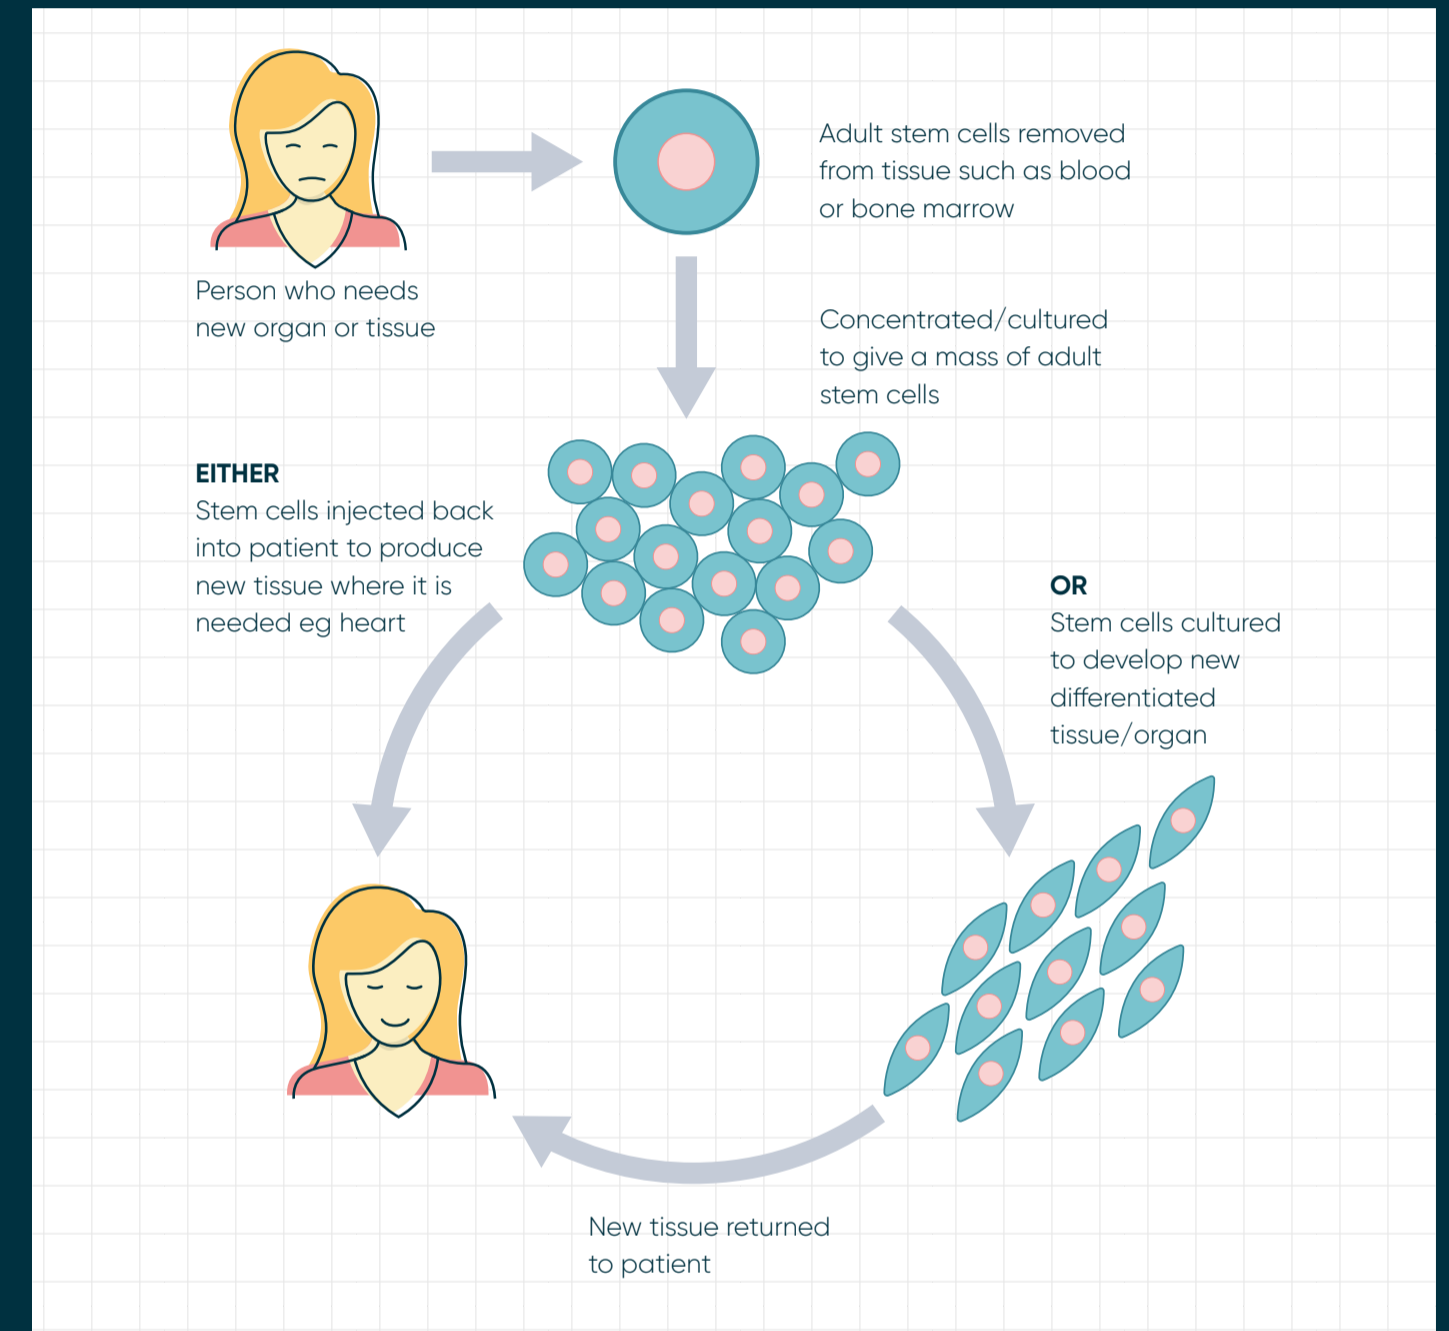 Adult stem cells removed
from tissue such as blood
or bone marrow
Person who needs
new organ or tissue
Concentrated/cultured
to give a mass of adult
stem cells
EITHER
Stem cells injected back
into patient to produce
new tissue where it is
needed eg heart
OR
Stem cells cultured
to develop new
differentiated
tissue/organ
New tissue returned
to patient